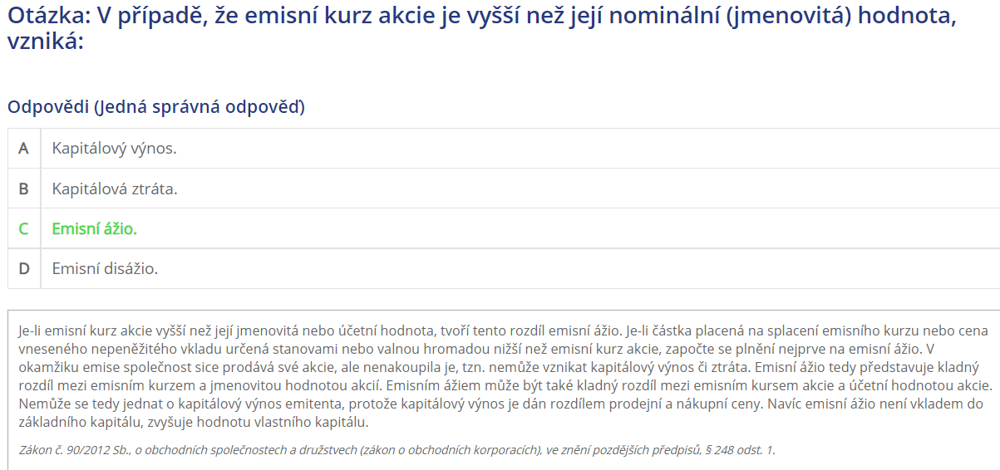 Otázka: V případě, že emisní kurz akcie je vyšší než její nominální (jmenovitá) hodnota,
vzniká:
Odpovědi (Jedná správná odpověď)
A Kapitálový výnos.
B Kapitálová ztráta.
C Emisní ážio.
D Emisní disážio.
Je-li emisní kurz akcie vyšší než její jmenovitá nebo účetní hodnota, tvoří tento rozdíl emisní ážio. Je-li částka placená na splacení emisního kurzu nebo cena
vneseného nepeněžitého vkladu určená stanovami nebo valnou hromadou nižší než emisní kurz akcie, započte se plnění nejprve na emisní ážio. V
okamžiku emise společnost sice prodává své akcie, ale nenakoupila je, tzn. nemůže vznikat kapitálový výnos či ztráta. Emisní ážio tedy představuje kladný
rozdíl mezi emisním kurzem a jmenovitou hodnotou akcií. Emisním ážiem může být také kladný rozdíl mezi emisním kursem akcie a účetní hodnotou akcie.
Nemůže se tedy jednat o kapitálový výnos emitenta, protože kapitálový výnos je dán rozdílem prodejní a nákupní ceny. Navíc emisní ážio není vkladem do
základního kapitálu, zvyšuje hodnotu vlastního kapitálu.
Zákon č. 90/2012 Sb., o obchodních společnostech a družstvech (zákon o obchodních korporacích), ve znění pozdějších předpisů, § 248 odst. 1.